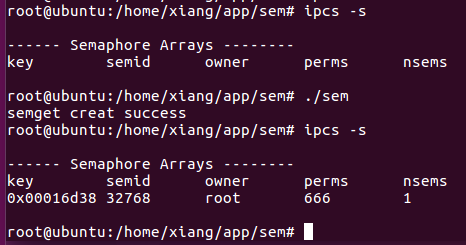 root@ubuntu:/home/xiang/app/sem# ipcs -s
------ Semaphore Arrays --------
key semid owner perms nsems
root@ubuntu:/home/xiang/app/sem# ./sem
semget creat success
root@ubuntu:/home/xiang/app/sem# ipcs -s
------ Semaphore Arrays --------
key semid owner perms nsems
0x00016d38 32768 root 666 1
root@ubuntu:/home/xiang/app/sem#